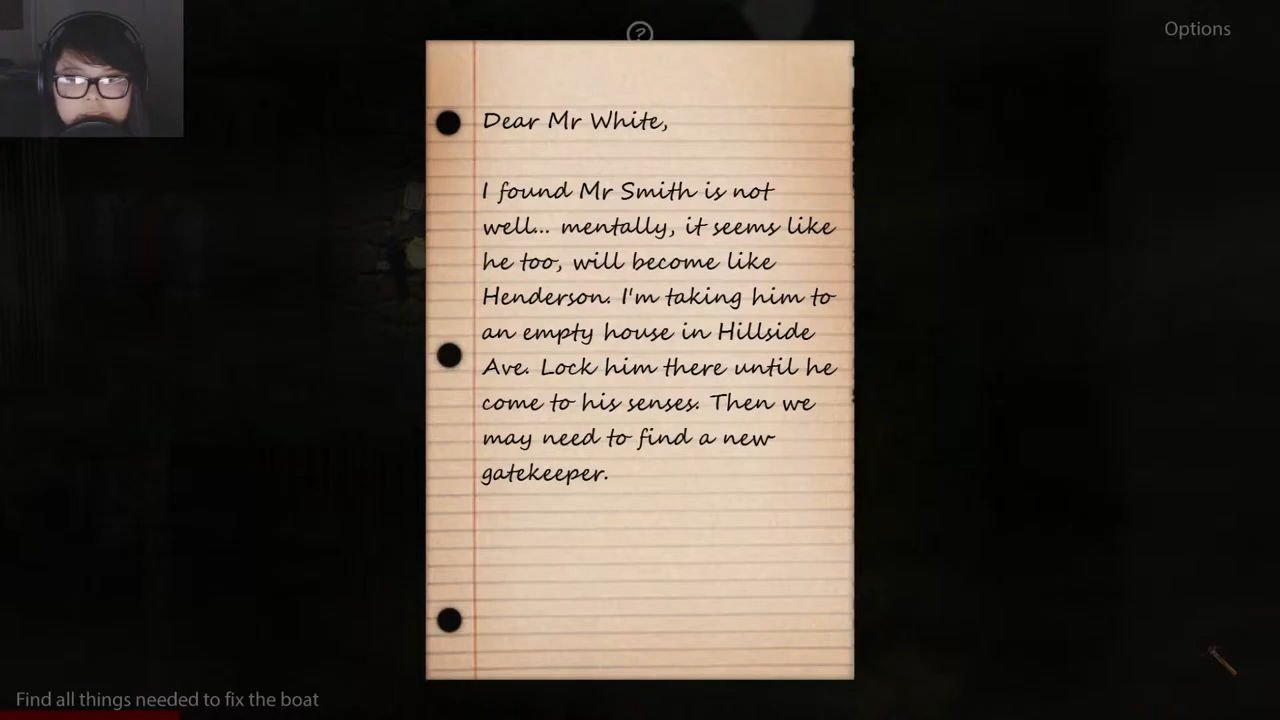 ?
Options
Dear Mr White,
I found Mr Smith is not
well... mentally, it seems like
he too, will become like
Henderson. I'm taking him to
an empty house in Hillside
Ave. Lock him there until he
come to his senses. Then we
may need to find a new
gatekeeper.
Find all things needed to fix the boat